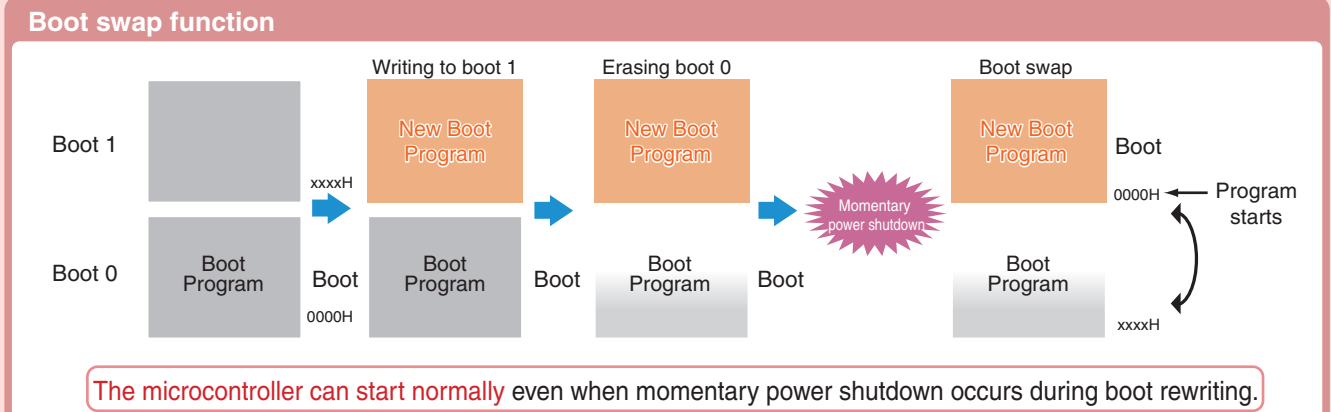 Boot swap function
Writing to boot 1
Erasing boot 0
Boot swap
Boot 1
New Boot
Program
New Boot
Program
New Boot
Program
Boot
xxxxH
0000H
Program
starts
Momentary
power shutdown
Boot 0
Boot
Program
Boot
0000H
Boot
Program
Boot
Boot
Program
Boot
Boot
Program
xxxxH
The microcontroller can start normally even when momentary power shutdown occurs during boot rewriting.